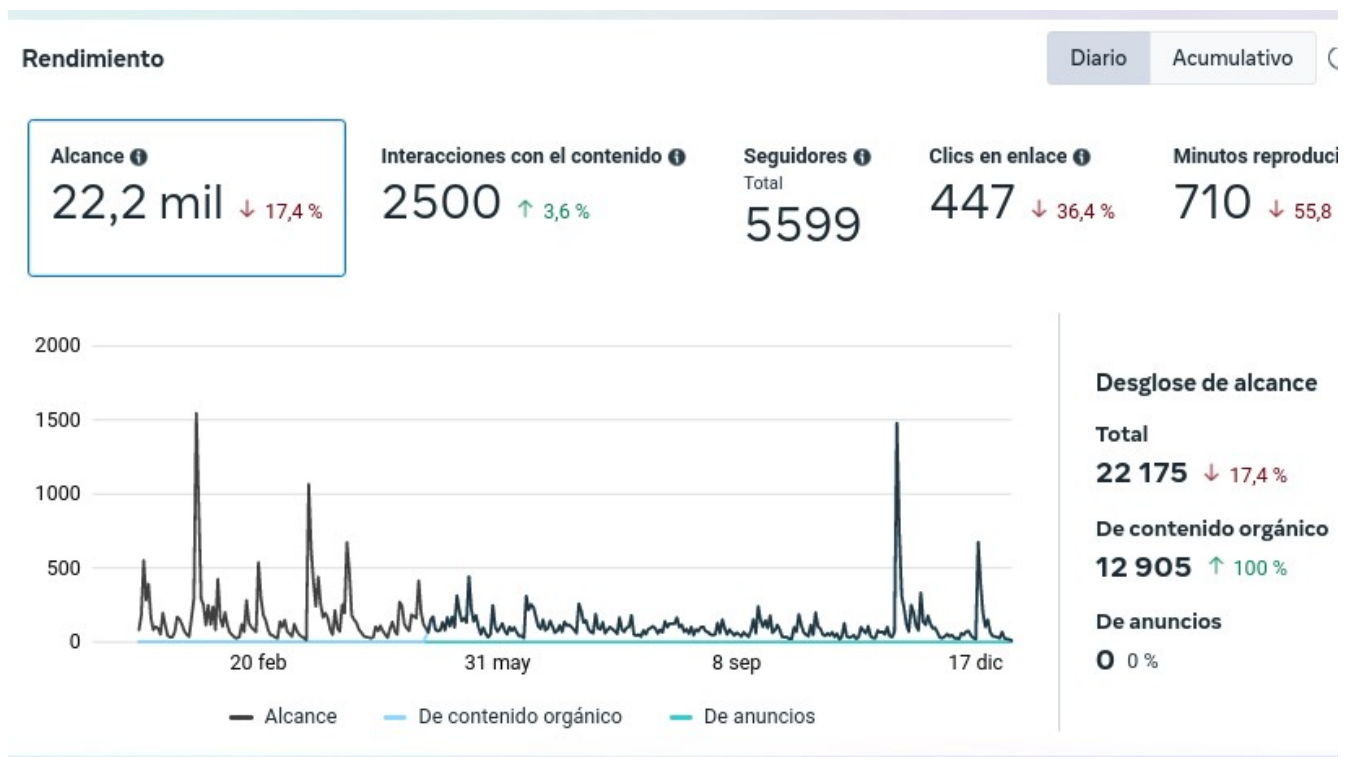 Rendimiento
Diario
Acumulativo
Alcance
22,2 mil ↓ 17,4 %
Interacciones con el contenido
2500 ↑ 3,6 %
Seguidores
Total
5599
Clics en enlace
447 ↓ 36,4 %
Minutos reproduci
710 ↓ 55,8
2000
1500
1000
500
0
20 feb
31 may
8 sep
17 dic
Alcance
De contenido orgánico
De anuncios
Desglose de alcance
Total
22 175 ↓ 17,4 %
De contenido orgánico
12 905 ↑ 100 %
De anuncios
0 0 %